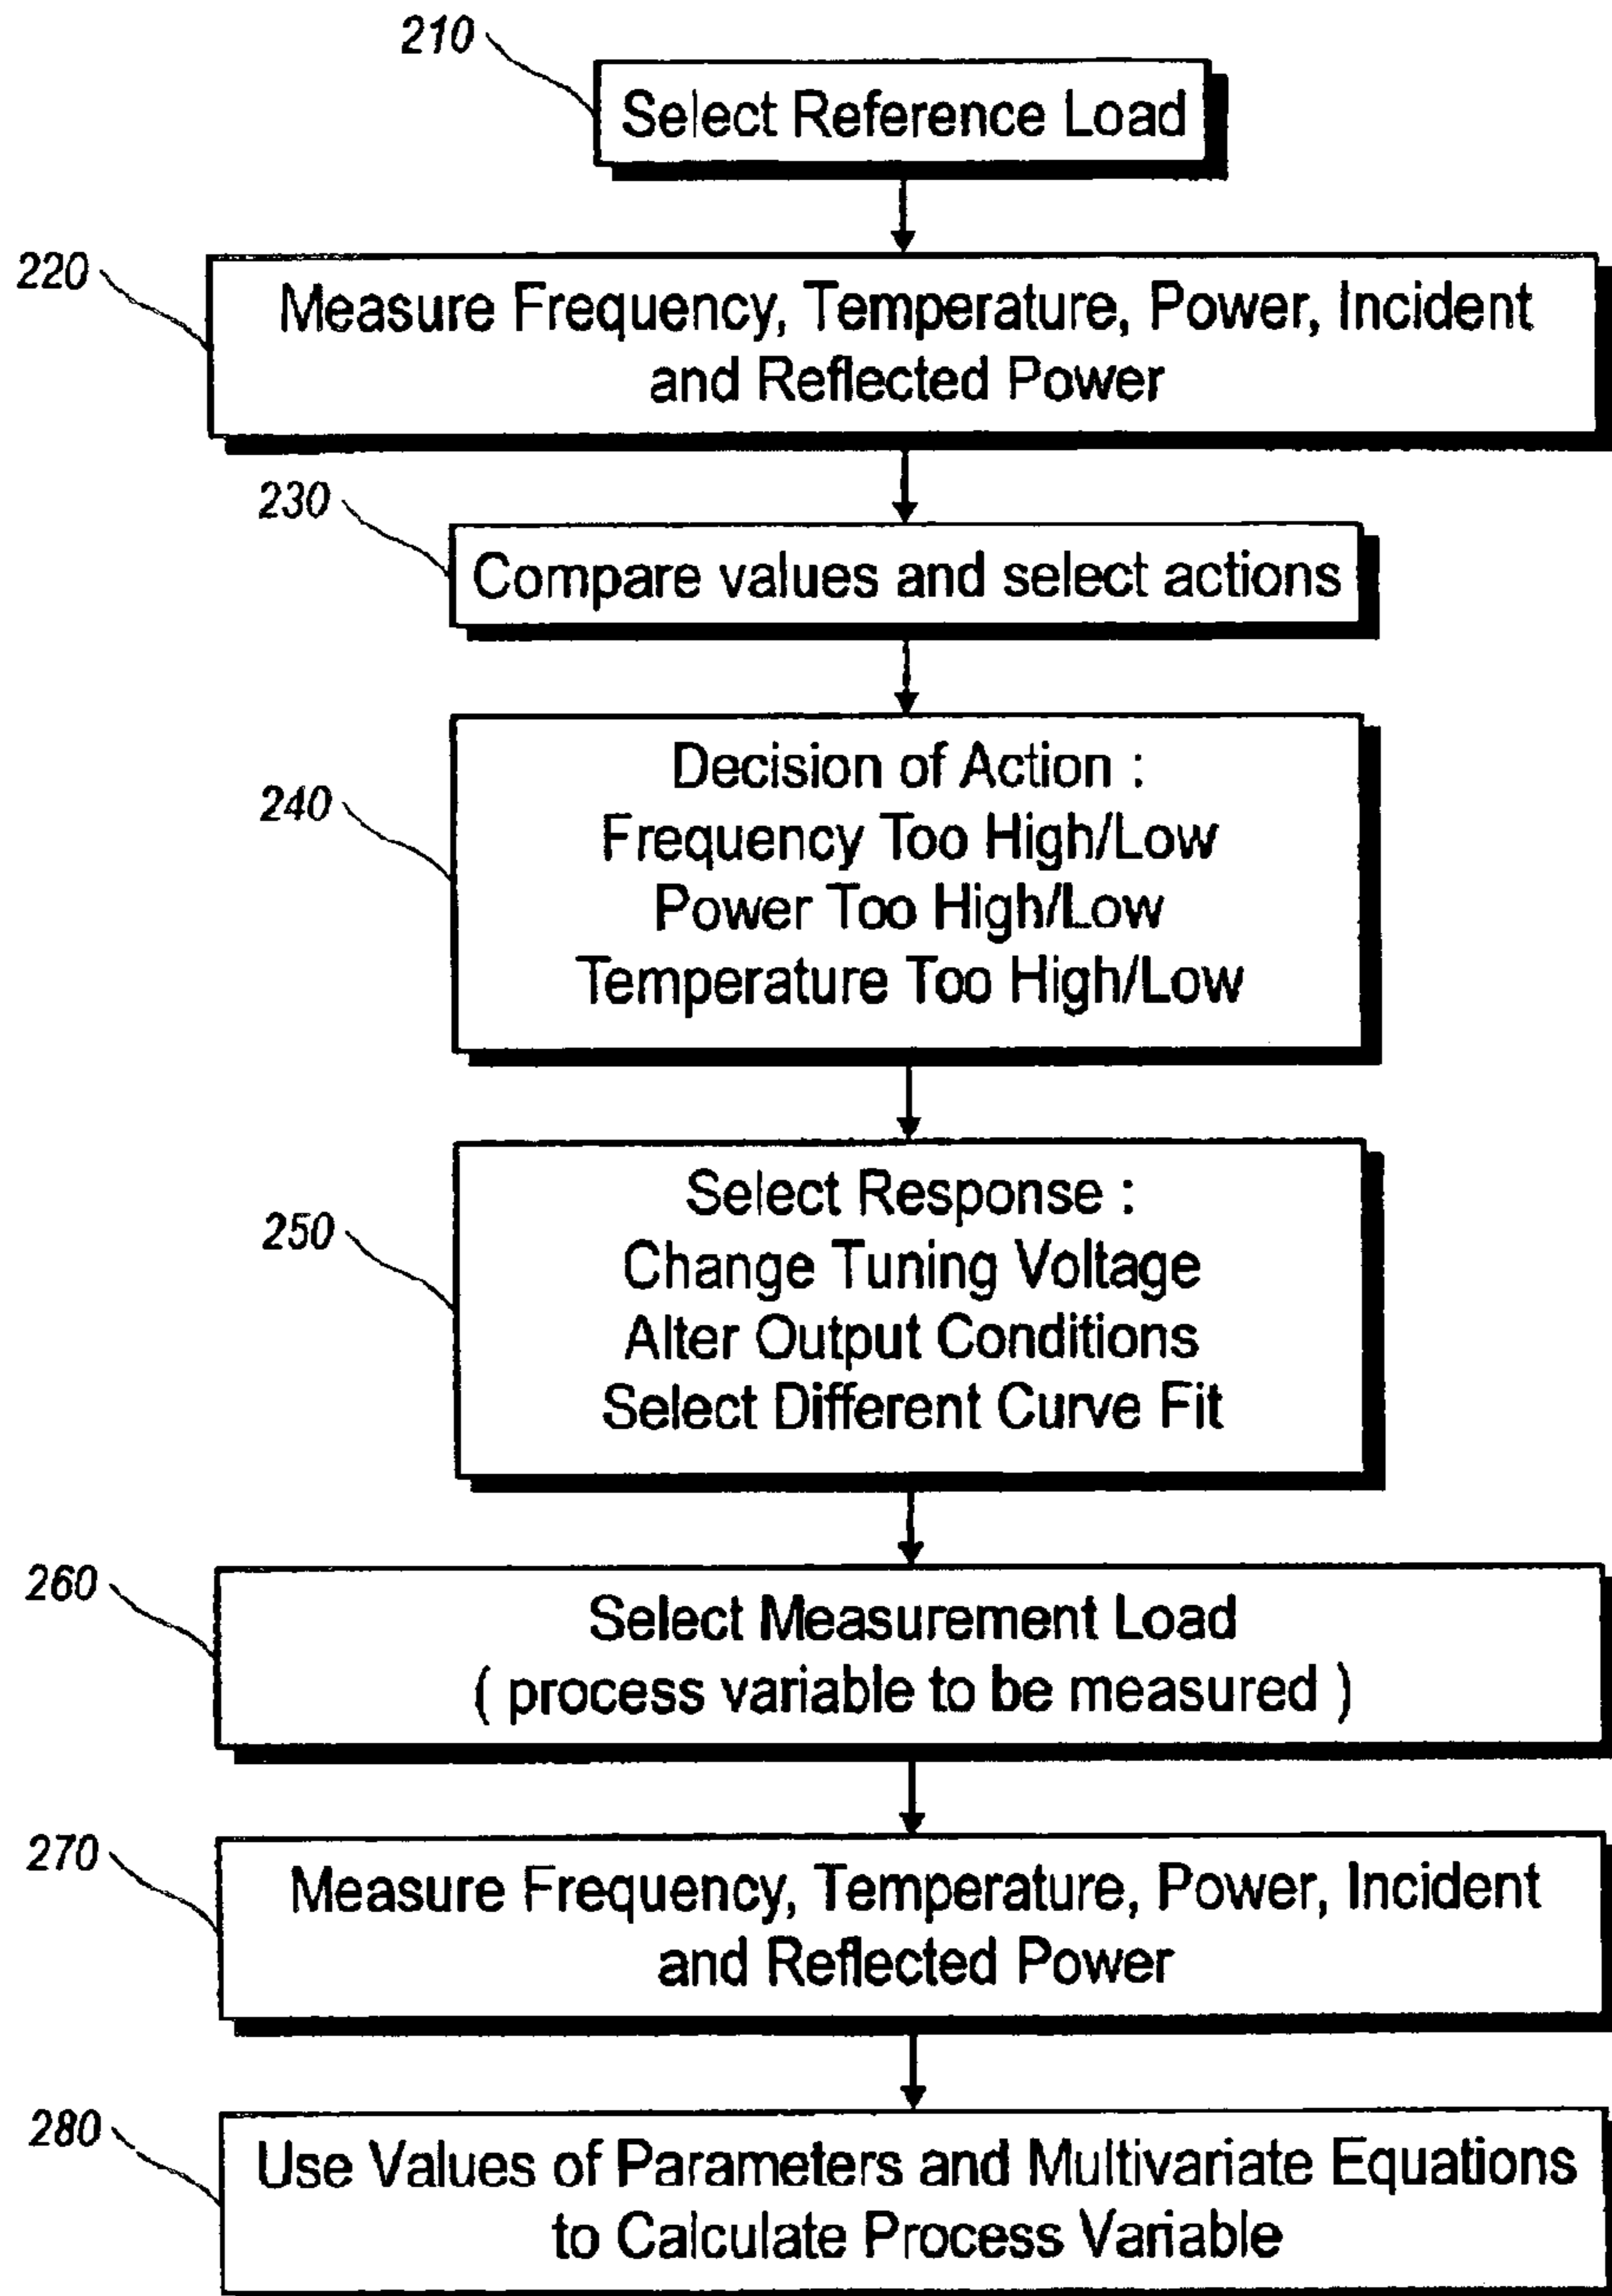 210
Select Reference Load
220
Measure Frequency, Temperature, Power, Incident
and Reflected Power
230
Compare values and select actions
240
Decision of Action :
Frequency Too High/Low
Power Too High/Low
Temperature Too High/Low
250
Select Response :
Change Tuning Voltage
Alter Output Conditions
Select Different Curve Fit
260
Select Measurement Load
( process variable to be measured )
270
Measure Frequency, Temperature, Power, Incident
and Reflected Power
280
Use Values of Parameters and Multivariate Equations
to Calculate Process Variable